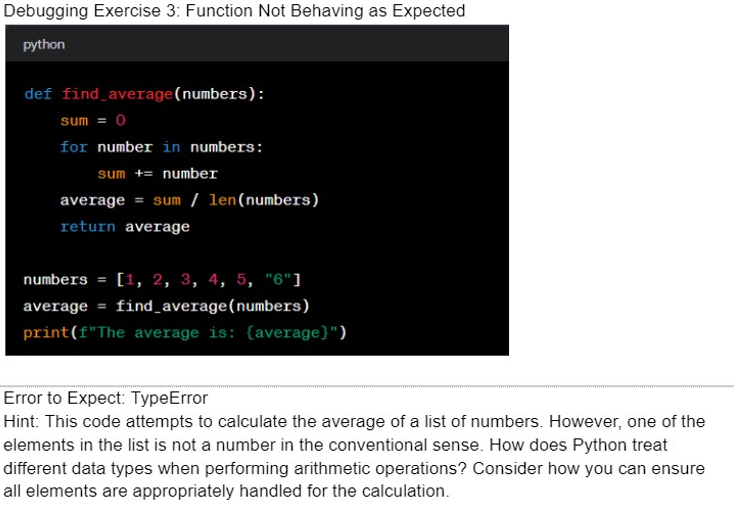 Debugging Exercise 3: Function Not Behaving as Expected
python
def find_average(numbers):
    sum = 0
    for number in numbers:
        sum += number
    average = sum / len(numbers)
    return average
numbers = [1, 2, 3, 4, 5, "6"]
average = find_average(numbers)
print(f"The average is: {average}")
Error to Expect: TypeError
Hint: This code attempts to calculate the average of a list of numbers. However, one of the
elements in the list is not a number in the conventional sense. How does Python treat
different data types when performing arithmetic operations? Consider how you can ensure
all elements are appropriately handled for the calculation.